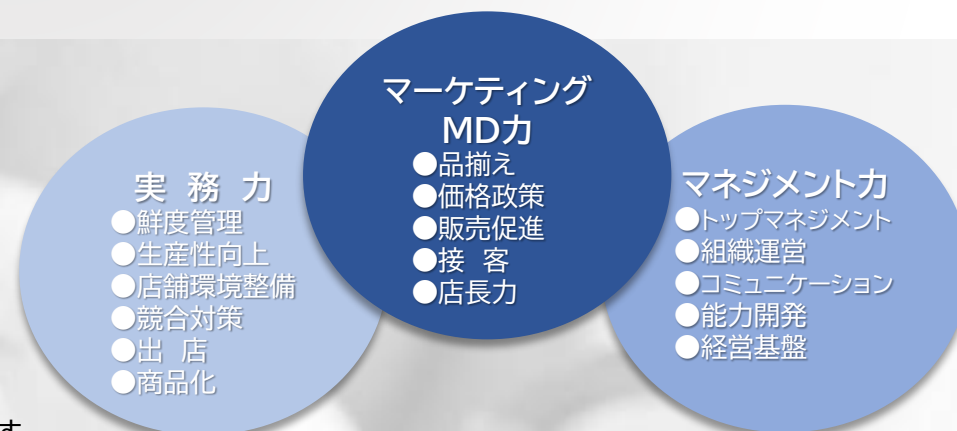 マーケティング
MD力
●品揃え
●価格政策
●販売促進
●接 客
●店長力
実 務 力
●鮮度管理
●生産性向上
●店舗環境整備
●競合対策
●出 店
●商品化
マネジメント力
●トップマネジメント
●組織運営
●コミュニケーション
●能力開発
●経営基盤
す